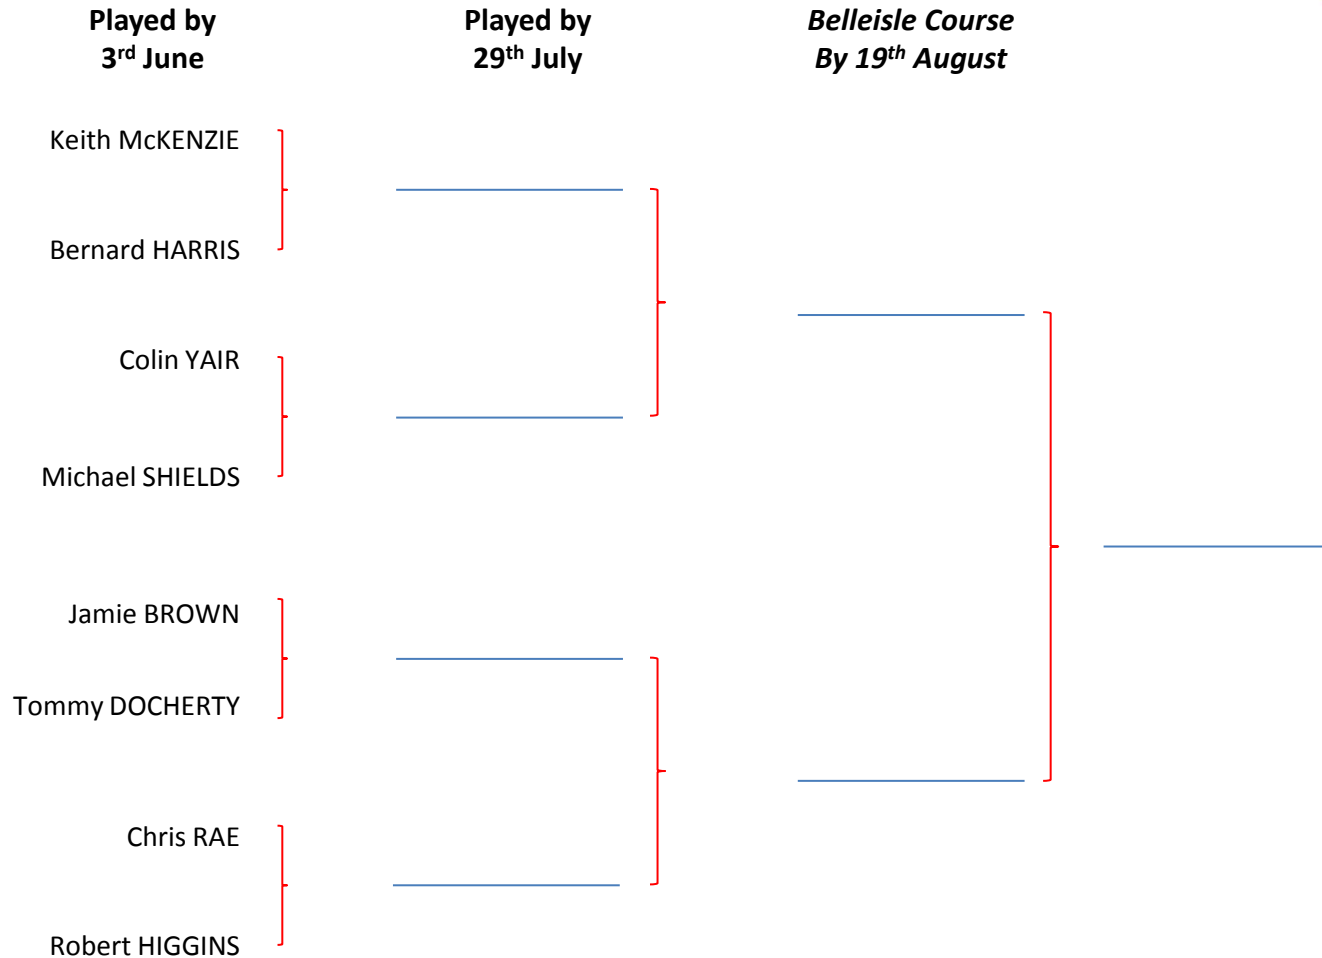 Played by
3rd June
Played by
29th July
Belleisle Course
By 19th August
Keith McKENZIE
Bernard HARRIS
Colin YAIR
Michael SHIELDS
Jamie BROWN
Tommy DOCHERTY
Chris RAE
Robert HIGGINS